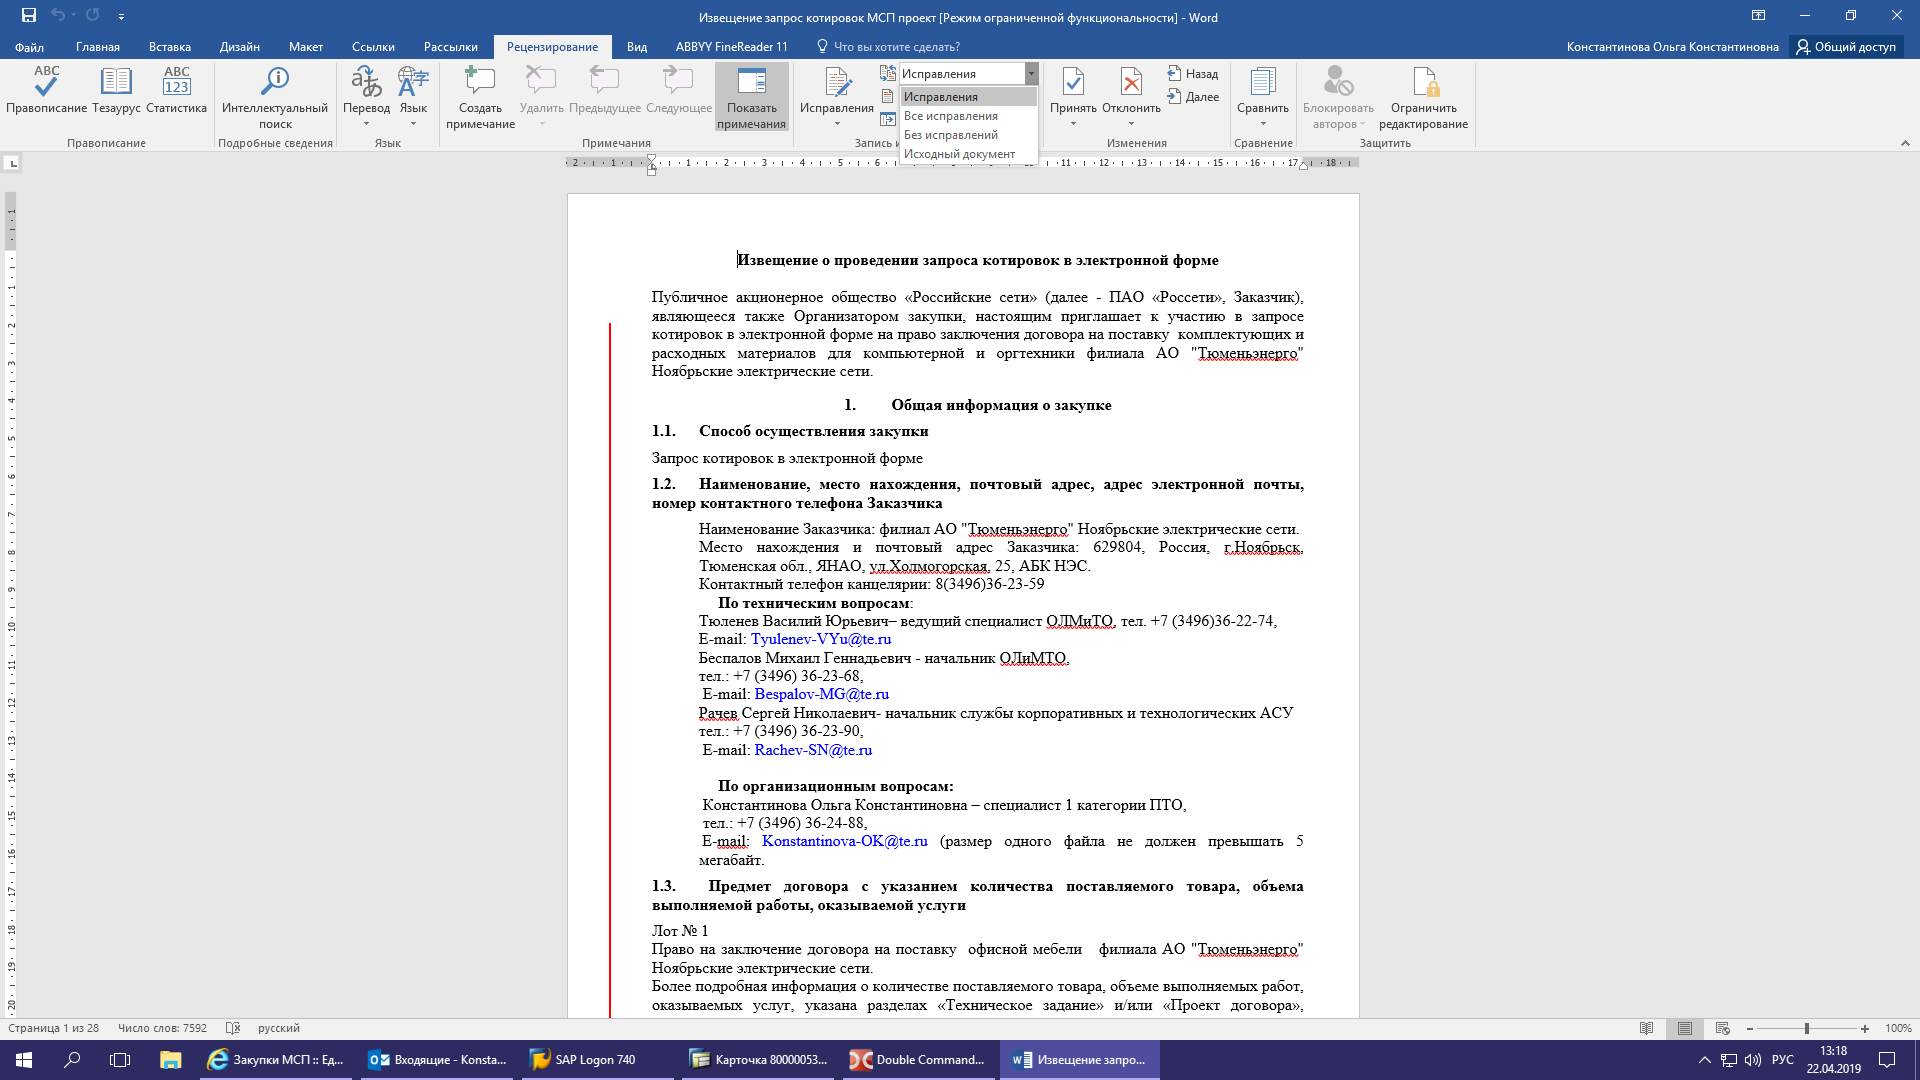 Извещение запрос котировок МСП проект [Режим ограниченной функциональности] - Word
Файл Главная Вставка Дизайн Макет Ссылки Рассылки Рецензирование Вид ABBYY FineReader 11 Что вы хотите сделать? Константинова Ольга Константиновна Общий доступ
ABC Правописание
Тезаурус
ABC 123 Статистика
Интеллектуальный поиск
Перевод
Язык
Создать примечание
Удалить
Предыдущее
Следующее
Показать примечания
Исправления
Исправления
Исправления
Все исправления
Без исправлений
Исходный документ
Принять
Отклонить
Назад
Далее
Сравнить
Блокировать авторов
Ограничить редактирование
Правописание Подробные сведения Язык Примечания Запись и Изменения Сравнение Защитить
Извещение о проведении запроса котировок в электронной форме
Публичное акционерное общество «Российские сети» (далее - ПАО «Россети», Заказчик),
являющееся также Организатором закупки, настоящим приглашает к участию в запросе
котировок в электронной форме на право заключения договора на поставку комплектующих и
расходных материалов для компьютерной и оргтехники филиала АО "Тюменьэнерго"
Ноябрьские электрические сети.
1. Общая информация о закупке
1.1. Способ осуществления закупки
Запрос котировок в электронной форме
1.2. Наименование, место нахождения, почтовый адрес, адрес электронной почты,
номер контактного телефона Заказчика
Наименование Заказчика: филиал АО "Тюменьэнерго" Ноябрьские электрические сети.
Место нахождения и почтовый адрес Заказчика: 629804, Россия, г.Ноябрьск,
Тюменская обл., ЯНАО, ул.Холмогорская, 25, АБК НЭС.
Контактный телефон канцелярии: 8(3496)36-23-59
По техническим вопросам:
Тюленев Василий Юрьевич– ведущий специалист ОЛМиТО, тел. +7 (3496)36-22-74,
E-mail: Tyulenev-VYu@te.ru
Беспалов Михаил Геннадьевич - начальник ОЛиМТО,
тел.: +7 (3496) 36-23-68,
E-mail: Bespalov-MG@te.ru
Рачев Сергей Николаевич- начальник службы корпоративных и технологических АСУ
тел.: +7 (3496) 36-23-90,
E-mail: Rachev-SN@te.ru
По организационным вопросам:
Константинова Ольга Константиновна – специалист 1 категории ПТО,
тел.: +7 (3496) 36-24-88,
E-mail: Konstantinova-OK@te.ru (размер одного файла не должен превышать 5
мегабайт.
1.3. Предмет договора с указанием количества поставляемого товара, объема
выполняемой работы, оказываемой услуги
Лот № 1
Право на заключение договора на поставку офисной мебели филиала АО "Тюменьэнерго"
Ноябрьские электрические сети.
Более подробная информация о количестве поставляемого товара, объеме выполняемых работ,
оказываемых услуг, указана разделах «Техническое задание» и/или «Проект договора»,
Страница 1 из 28 Число слов: 7592 русский 100%
Закупки МСП :: Ед... Входящие - Konsta... SAP Logon 740 Карточка 80000053... Double Command... Извещение запро... РУС 13:18
22.04.2019